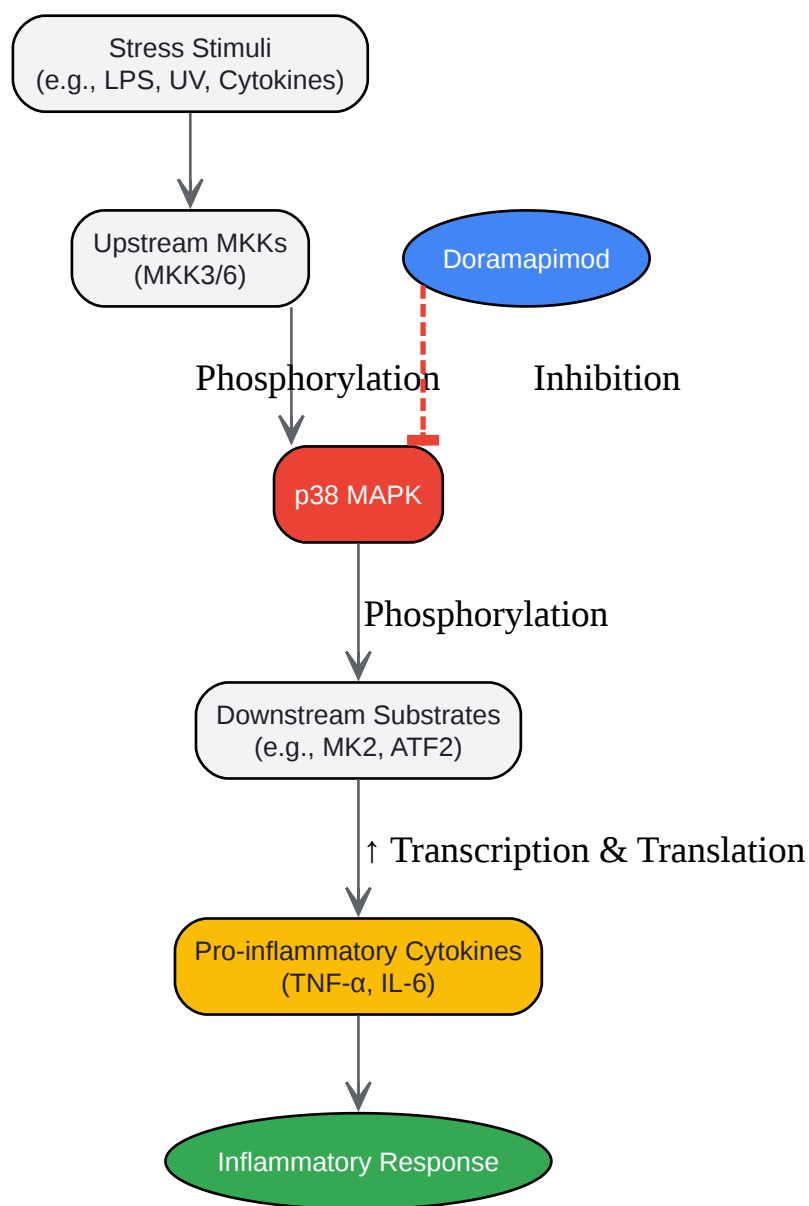 Stress Stimuli
(e.g., LPS, UV, Cytokines)
Upstream MKKs
(MKK3/6)
Doramapimod
Phosphorylation
Inhibition
p38 MAPK
Phosphorylation
Downstream Substrates
(e.g., MK2, ATF2)
↑ Transcription & Translation
Pro-inflammatory Cytokines
(TNF-α, IL-6)
Inflammatory Response